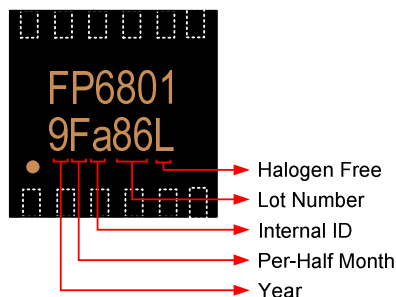 FP6801
9Fa86L
Halogen Free
Lot Number
Internal ID
Per-Half Month
Year